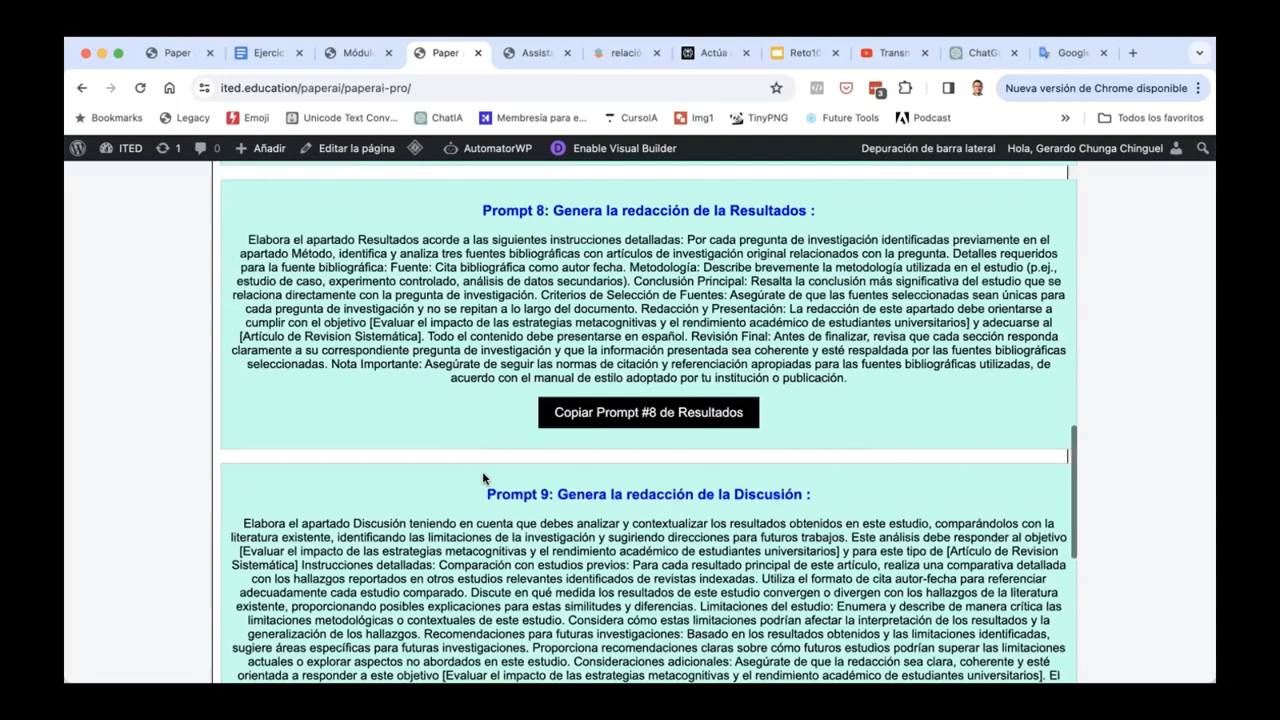 Paper
Ejercic
Módul
Paper
Assista
relació
Actúa
Reto10
Transm
ChatG
Google
ited.education/paperai/paperai-pro/
3
Nueva versión de Chrome disponible
Bookmarks
Legacy
Emoji
Unicode Text Conv...
ChatIA
Membresía para e...
CursoIA
Img1
TinyPNG
Future Tools
Podcast
Todos los favoritos
ITED
1
0
Añadir
Editar la página
AutomatorWP
Enable Visual Builder
Depuración de barra lateral
Hola, Gerardo Chunga Chinguel
Prompt 8: Genera la redacción de la Resultados :
Elabora el apartado Resultados acorde a las siguientes instrucciones detalladas: Por cada pregunta de investigación identificadas previamente en el
apartado Método, identifica y analiza tres fuentes bibliográficas con artículos de investigación original relacionados con la pregunta. Detalles requeridos
para la fuente bibliográfica: Fuente: Cita bibliográfica como autor fecha. Metodología: Describe brevemente la metodología utilizada en el estudio (p.ej.,
estudio de caso, experimento controlado, análisis de datos secundarios). Conclusión Principal: Resalta la conclusión más significativa del estudio que se
relaciona directamente con la pregunta de investigación. Criterios de Selección de Fuentes: Asegúrate de que las fuentes seleccionadas sean únicas para
cada pregunta de investigación y no se repitan a lo largo del documento. Redacción y Presentación: La redacción de este apartado debe orientarse a
cumplir con el objetivo [Evaluar el impacto de las estrategias metacognitivas y el rendimiento académico de estudiantes universitarios] y adecuarse al
[Artículo de Revision Sistemática]. Todo el contenido debe presentarse en español. Revisión Final: Antes de finalizar, revisa que cada sección responda
claramente a su correspondiente pregunta de investigación y que la información presentada sea coherente y esté respaldada por las fuentes bibliográficas
seleccionadas. Nota Importante: Asegúrate de seguir las normas de citación y referenciación apropiadas para las fuentes bibliográficas utilizadas, de
acuerdo con el manual de estilo adoptado por tu institución o publicación.
Copiar Prompt #8 de Resultados
Prompt 9: Genera la redacción de la Discusión :
Elabora el apartado Discusión teniendo en cuenta que debes analizar y contextualizar los resultados obtenidos en este estudio, comparándolos con la
literatura existente, identificando las limitaciones de la investigación y sugiriendo direcciones para futuros trabajos. Este análisis debe responder al objetivo
[Evaluar el impacto de las estrategias metacognitivas y el rendimiento académico de estudiantes universitarios] y para este tipo de [Artículo de Revision
Sistemática] Instrucciones detalladas: Comparación con estudios previos: Para cada resultado principal de este artículo, realiza una comparativa detallada
con los hallazgos reportados en otros estudios relevantes identificados de revistas indexadas. Utiliza el formato de cita autor-fecha para referenciar
adecuadamente cada estudio comparado. Discute en qué medida los resultados de este estudio convergen o divergen con los hallazgos de la literatura
existente, proporcionando posibles explicaciones para estas similitudes y diferencias. Limitaciones del estudio: Enumera y describe de manera crítica las
limitaciones metodológicas o contextuales de este estudio. Considera cómo estas limitaciones podrían afectar la interpretación de los resultados y la
generalización de los hallazgos. Recomendaciones para futuras investigaciones: Basado en los resultados obtenidos y las limitaciones identificadas,
sugiere áreas específicas para futuras investigaciones. Proporciona recomendaciones claras sobre cómo futuros estudios podrían superar las limitaciones
actuales o explorar aspectos no abordados en este estudio. Consideraciones adicionales: Asegúrate de que la redacción sea clara, coherente y esté
orientada a responder a este objetivo [Evaluar el impacto de las estrategias metacognitivas y el rendimiento académico de estudiantes universitarios]. El